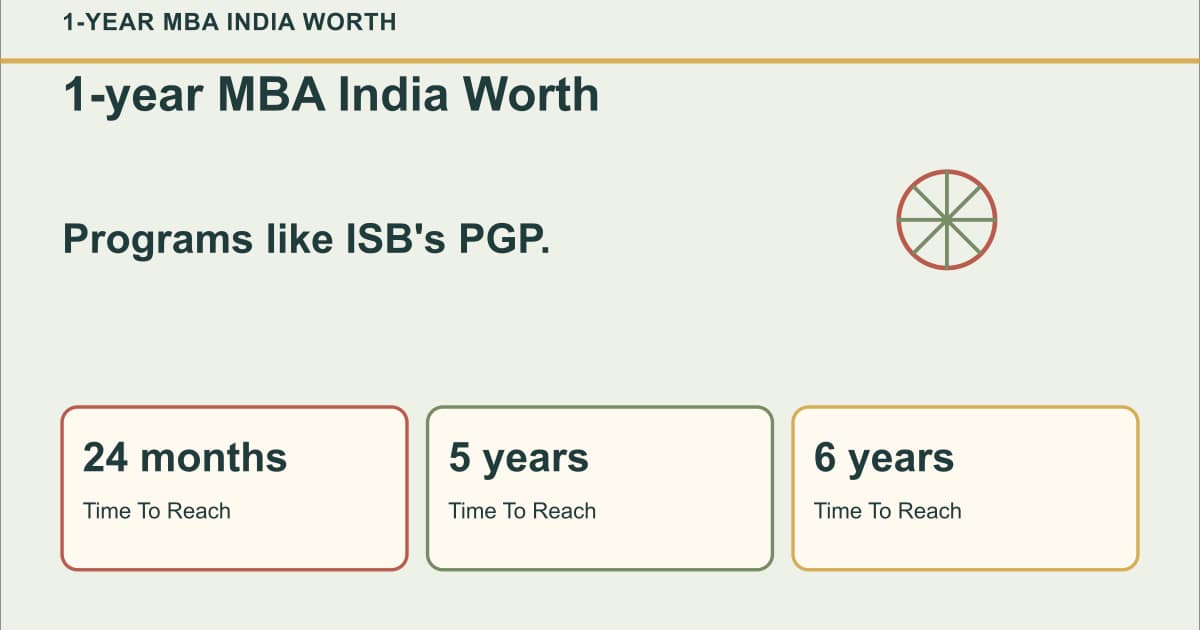 1-YEAR MBA INDIA WORTH
1-year MBA India Worth
Programs like ISB's PGP.
24 months
Time To Reach
5 years
Time To Reach
6 years
Time To Reach